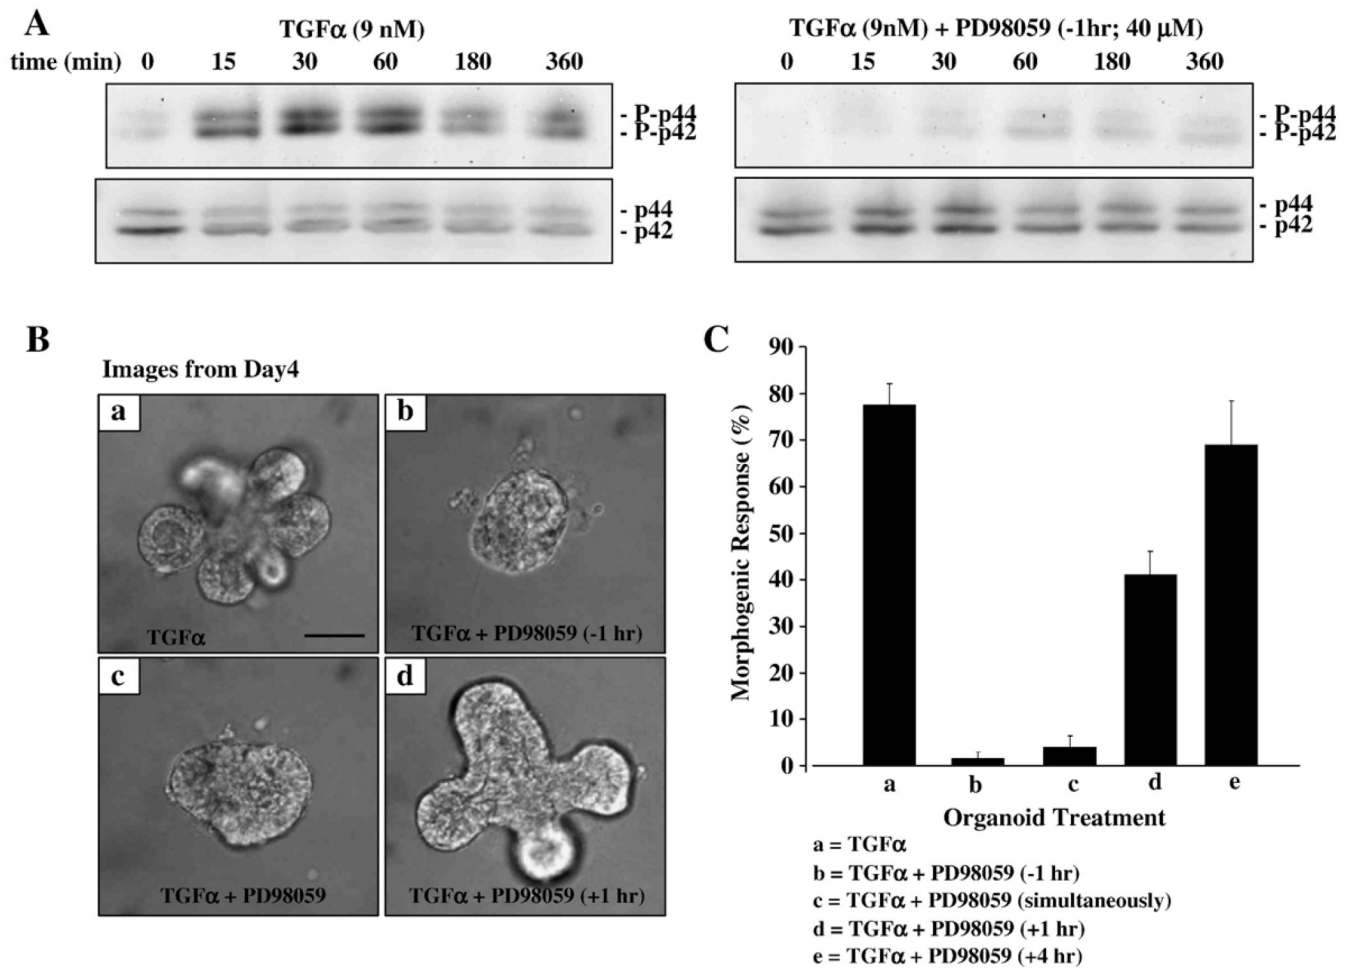 A
TGFα (9 nM)
time (min) 0 15 30 60 180 360
- P-p44
- P-p42
- p44
- p42
TGFα (9nM) + PD98059 (-1hr; 40 μM)
0 15 30 60 180 360
- P-p44
- P-p42
- p44
- p42
B
Images from Day4
a
TGFα
b
TGFα + PD98059 (-1 hr)
c
TGFα + PD98059
d
TGFα + PD98059 (+1 hr)
C
Morphogenic Response (%)
90
80
70
60
50
40
30
20
10
0
a b c d e
Organoid Treatment
a = TGFα
b = TGFα + PD98059 (-1 hr)
c = TGFα + PD98059 (simultaneously)
d = TGFα + PD98059 (+1 hr)
e = TGFα + PD98059 (+4 hr)